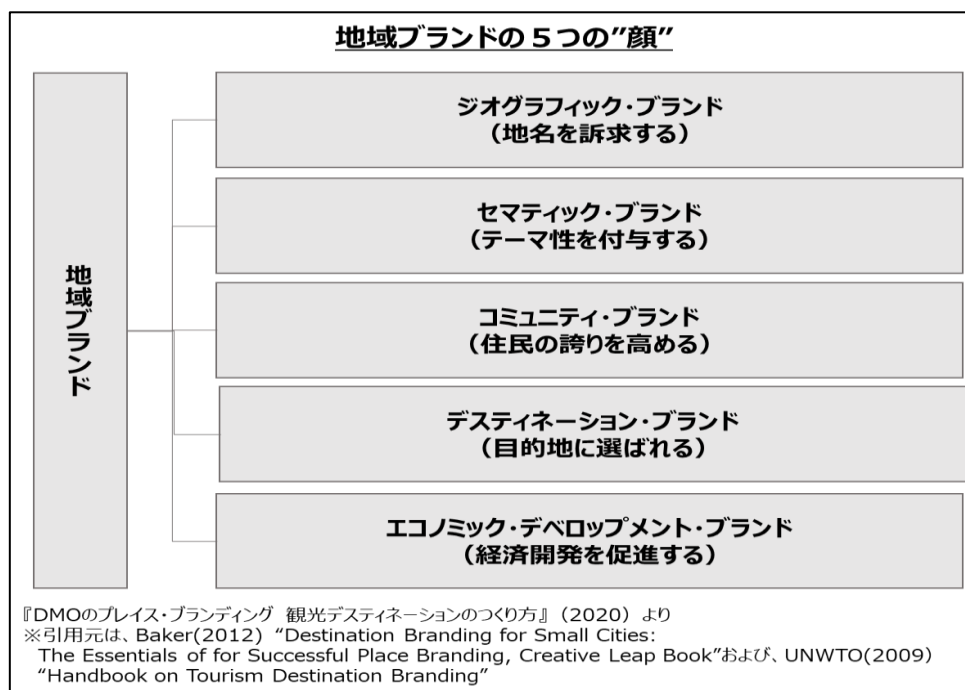 地域ブランドの５つの”顔”
地域ブランド
ジオグラフィック・ブランド
（地名を訴求する）
セマティック・ブランド
（テーマ性を付与する）
コミュニティ・ブランド
（住民の誇りを高める）
デスティネーション・ブランド
（目的地に選ばれる）
エコノミック・デベロップメント・ブランド
（経済開発を促進する）
『DMOのプレイス・ブランディング 観光デスティネーションのつくり方』（2020）より
※引用元は、Baker(2012) “Destination Branding for Small Cities:
The Essentials of for Successful Place Branding, Creative Leap Book”および、UNWTO(2009)
“Handbook on Tourism Destination Branding”